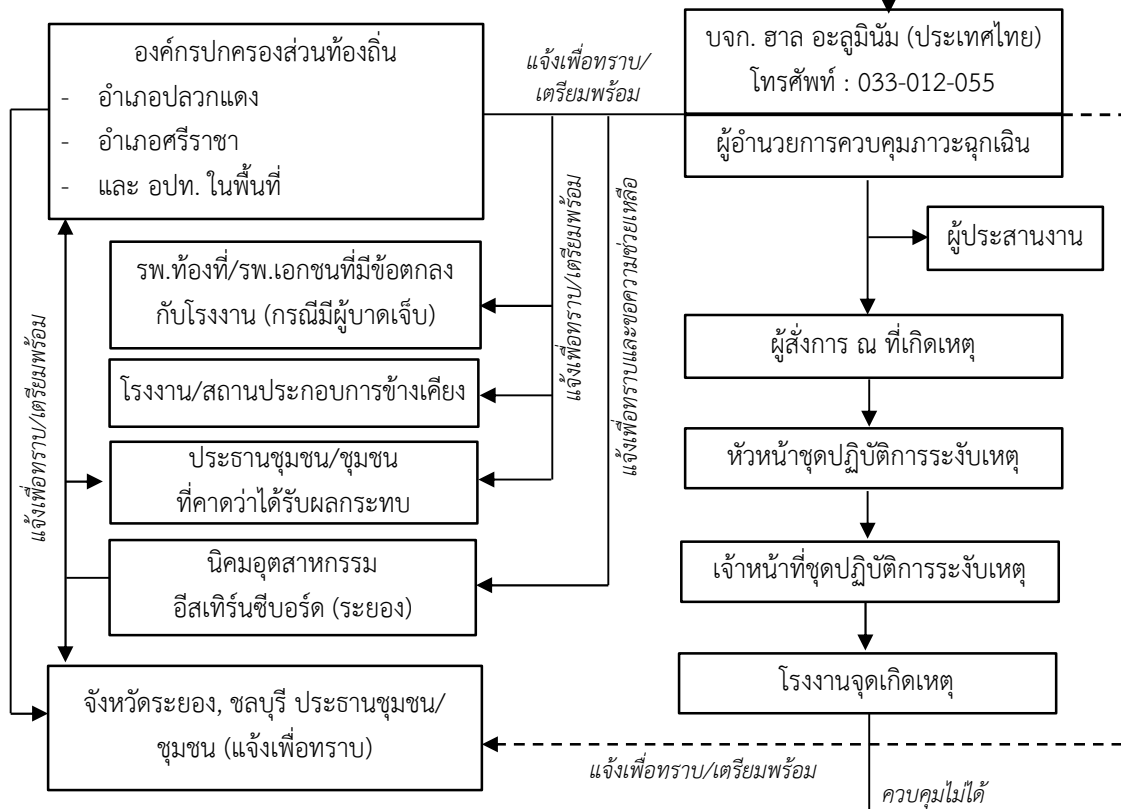 องค์กรปกครองส่วนท้องถิ่น
- อำเภอปลวกแดง
- อำเภอศรีราชา
- และ อปท. ในพื้นที่
แจ้งเพื่อทราบ/
เตรียมพร้อม
บจก. ฮาล อะลูมินัม (ประเทศไทย)
โทรศัพท์ : 033-012-055
ผู้อำนวยการควบคุมภาวะฉุกเฉิน
ผู้ประสานงาน
รพ.ท้องที่/รพ.เอกชนที่มีข้อตกลง
กับโรงงาน (กรณีมีผู้บาดเจ็บ)
แจ้งเพื่อทราบ/เตรียมพร้อม
แจ้งเพื่อทราบและขอความช่วยเหลือ
แจ้งเพื่อทราบ/เตรียมพร้อม
ผู้สั่งการ ณ ที่เกิดเหตุ
โรงงาน/สถานประกอบการข้างเคียง
ประธานชุมชน/ชุมชน
ที่คาดว่าได้รับผลกระทบ
หัวหน้าชุดปฏิบัติการระงับเหตุ
นิคมอุตสาหกรรม
อีสเทิร์นซีบอร์ด (ระยอง)
เจ้าหน้าที่ชุดปฏิบัติการระงับเหตุ
โรงงานจุดเกิดเหตุ
จังหวัดระยอง, ชลบุรี ประธานชุมชน/
ชุมชน (แจ้งเพื่อทราบ)
แจ้งเพื่อทราบ/เตรียมพร้อม
ควบคุมไม่ได้